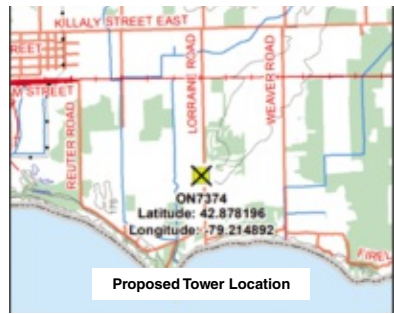 KILLALY STREET EAST
REET
M STREET
REUTER ROAD
LORRAINE ROAD
WEAVER ROAD
ON7374
Latitude: 42.878196
Longitude: -79.214892
FIREL
Proposed Tower Location